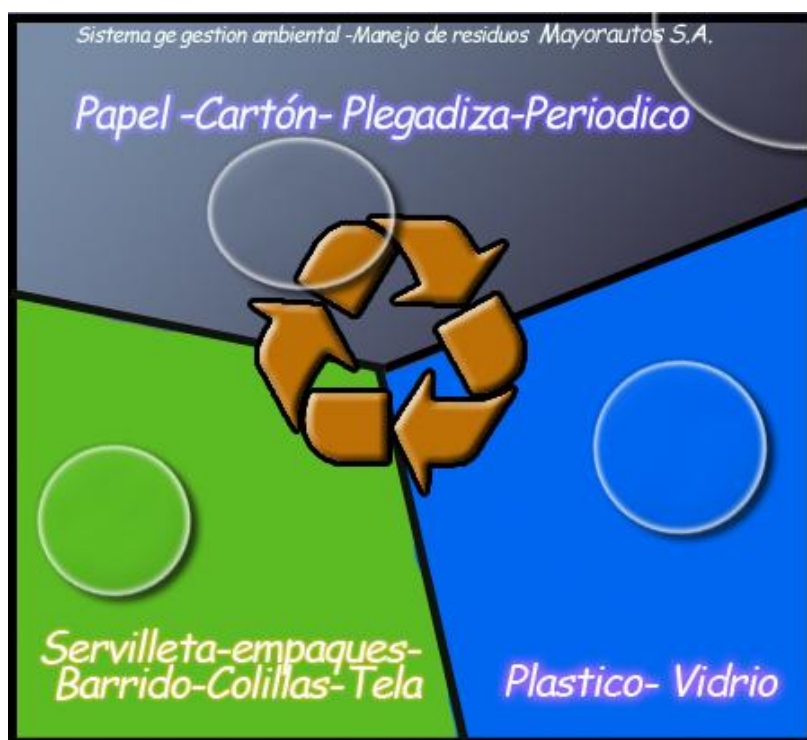 Sistema ge gestion ambiental -Manejo de residuos Mayorautos S.A.
Papel -Cartón- Plegadiza-Periodico
Servilleta-empaques-
Barrido-Colillas-Tela
Plastico- Vidrio